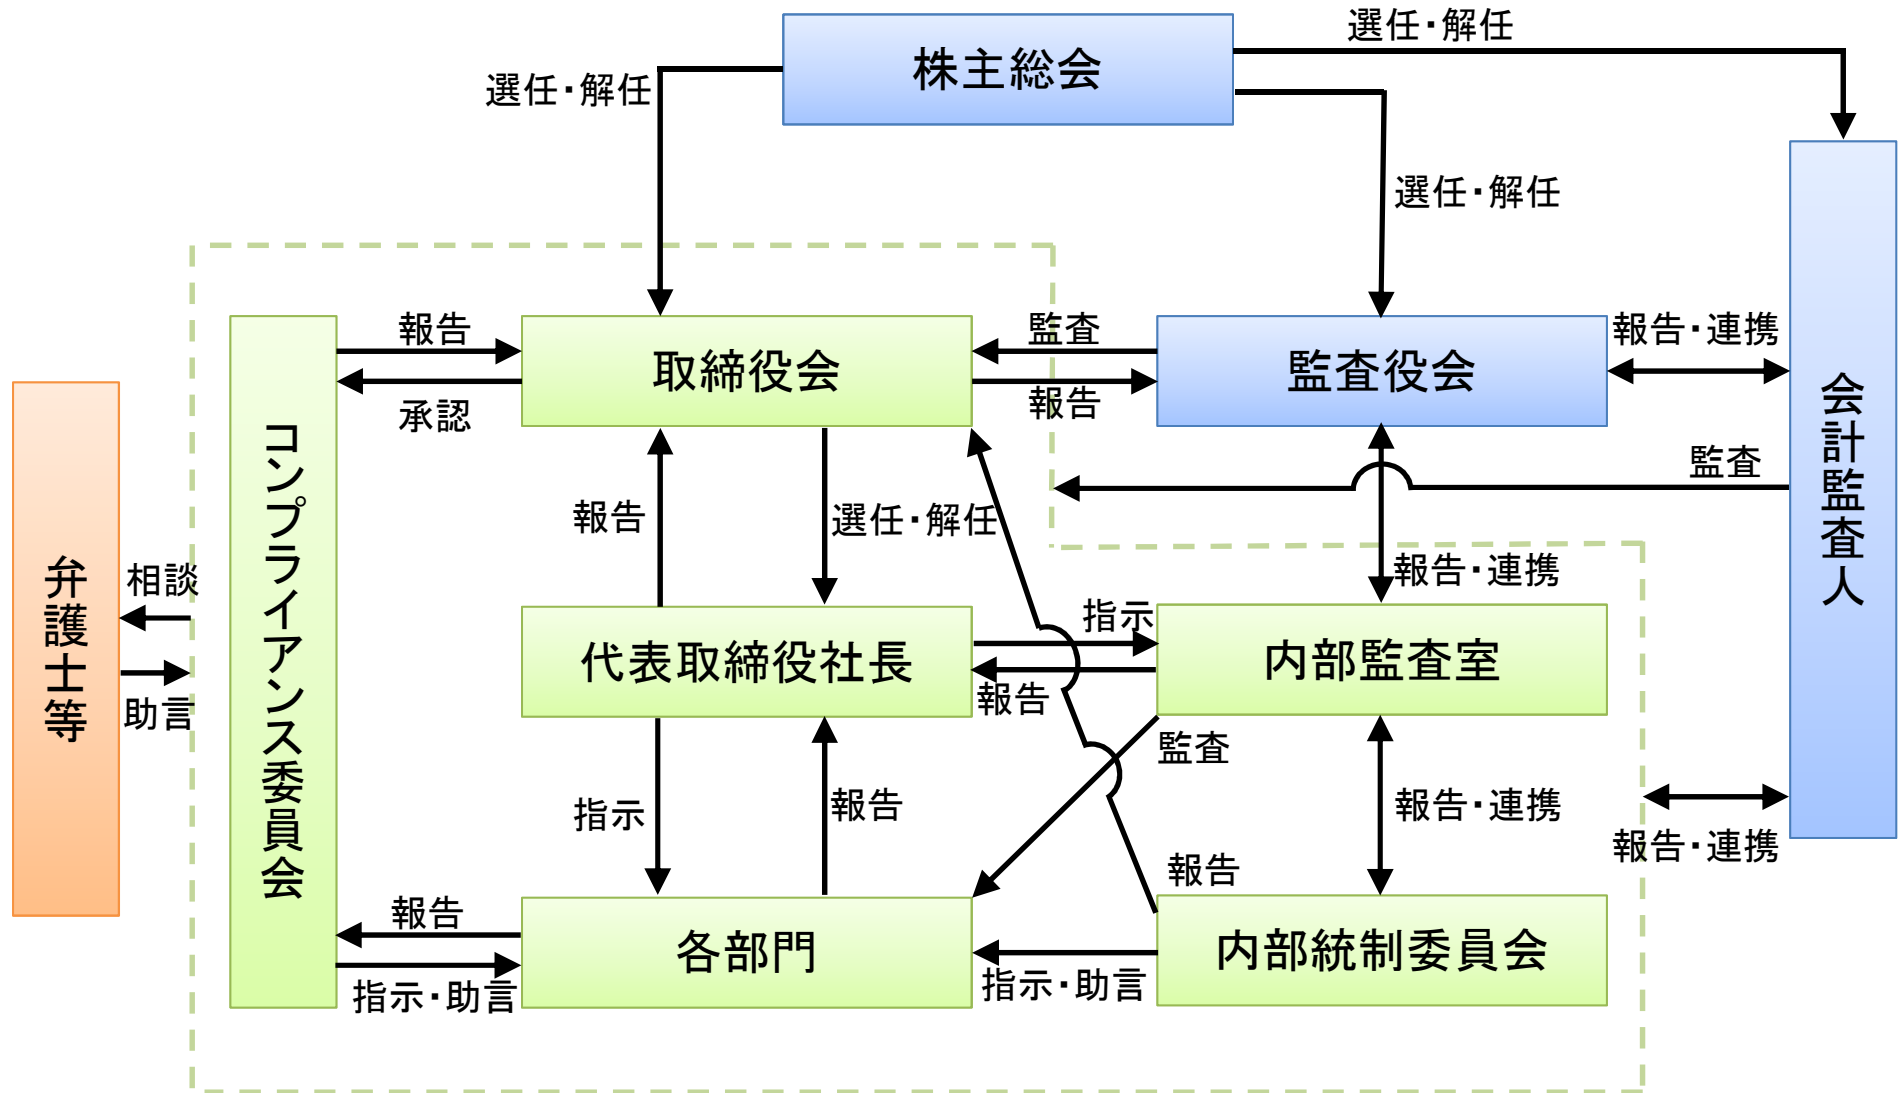 選任・解任
株主総会
選任・解任
選任・解任
報告
取締役会
監査
監査役会
報告・連携
承認
報告
会計監査人
コンプライアンス委員会
監査
報告
選任・解任
弁護士等
相談
報告・連携
指示
代表取締役社長
内部監査室
助言
報告
監査
指示
報告
報告・連携
報告・連携
報告
報告
各部門
内部統制委員会
指示・助言
指示・助言